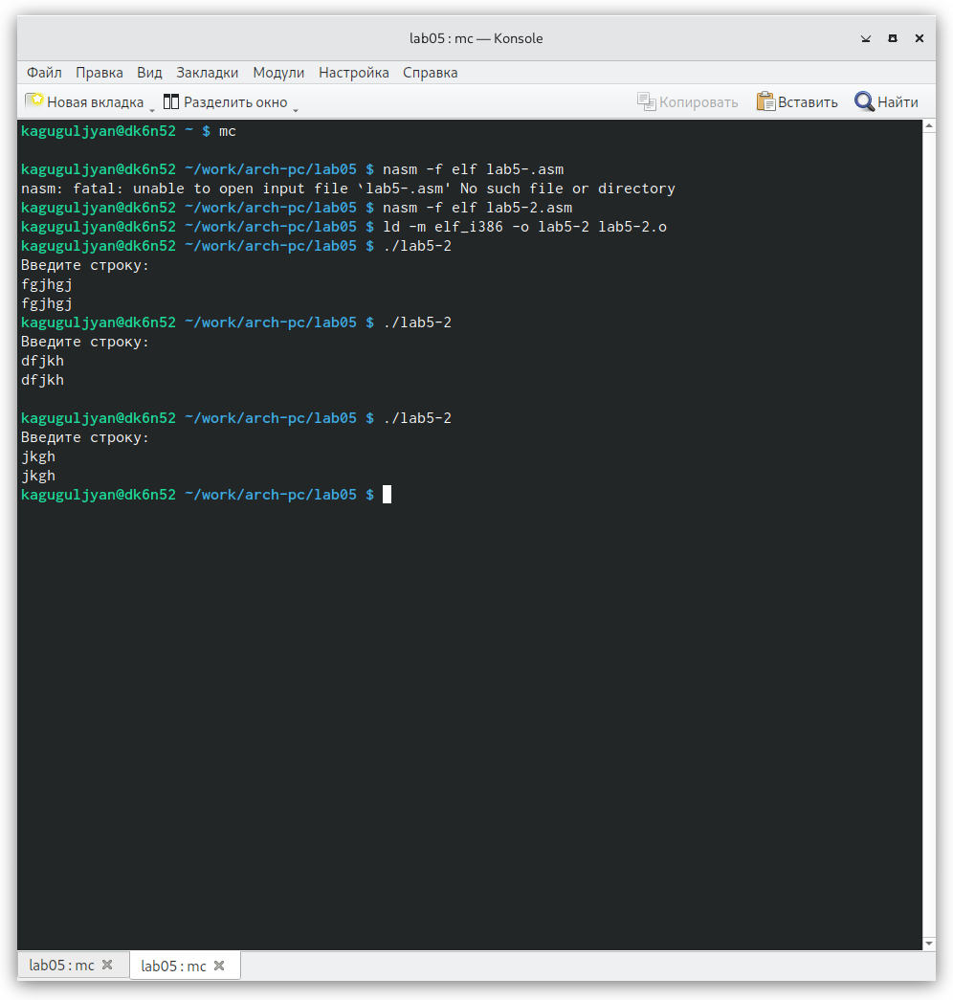 lab05 : mc — Konsole
Файл Правка Вид Закладки Модули Настройка Справка
Новая вкладка Разделить окно Копировать Вставить Найти
kaguguljyan@dk6n52 ~ $ mc
kaguguljyan@dk6n52 ~/work/arch-pc/lab05 $ nasm -f elf lab5-.asm
nasm: fatal: unable to open input file `lab5-.asm' No such file or directory
kaguguljyan@dk6n52 ~/work/arch-pc/lab05 $ nasm -f elf lab5-2.asm
kaguguljyan@dk6n52 ~/work/arch-pc/lab05 $ ld -m elf_i386 -o lab5-2 lab5-2.o
kaguguljyan@dk6n52 ~/work/arch-pc/lab05 $ ./lab5-2
Введите строку:
fgjhgj
fgjhgj
kaguguljyan@dk6n52 ~/work/arch-pc/lab05 $ ./lab5-2
Введите строку:
dfjkh
dfjkh
kaguguljyan@dk6n52 ~/work/arch-pc/lab05 $ ./lab5-2
Введите строку:
jkgh
jkgh
kaguguljyan@dk6n52 ~/work/arch-pc/lab05 $
lab05 : mc lab05 : mc